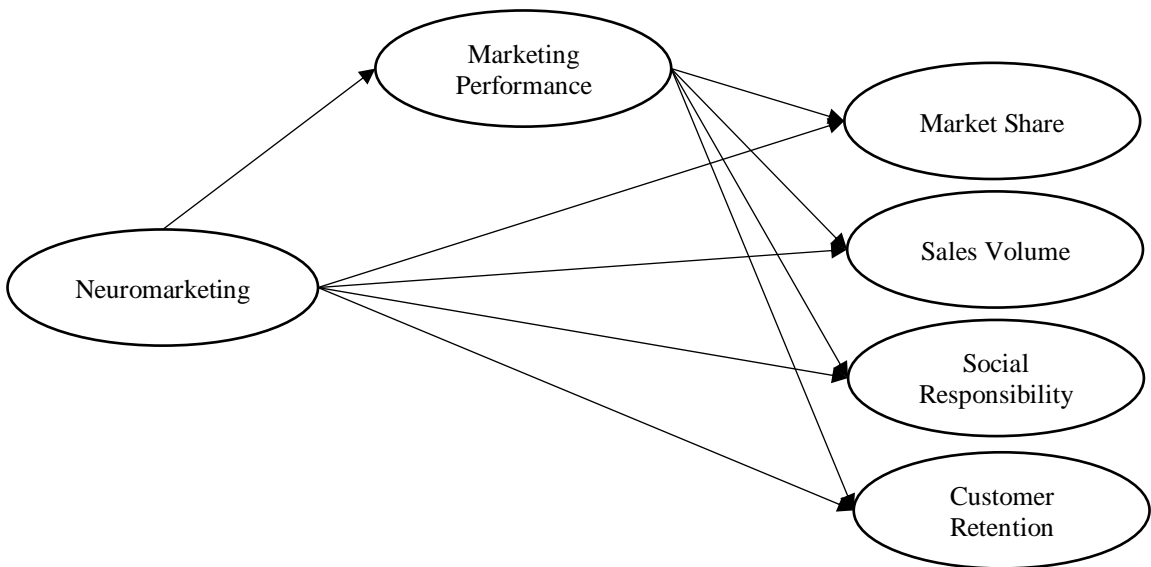 Marketing
Performance
Market Share
Sales Volume
Neuromarketing
Social
Responsibility
Customer
Retention